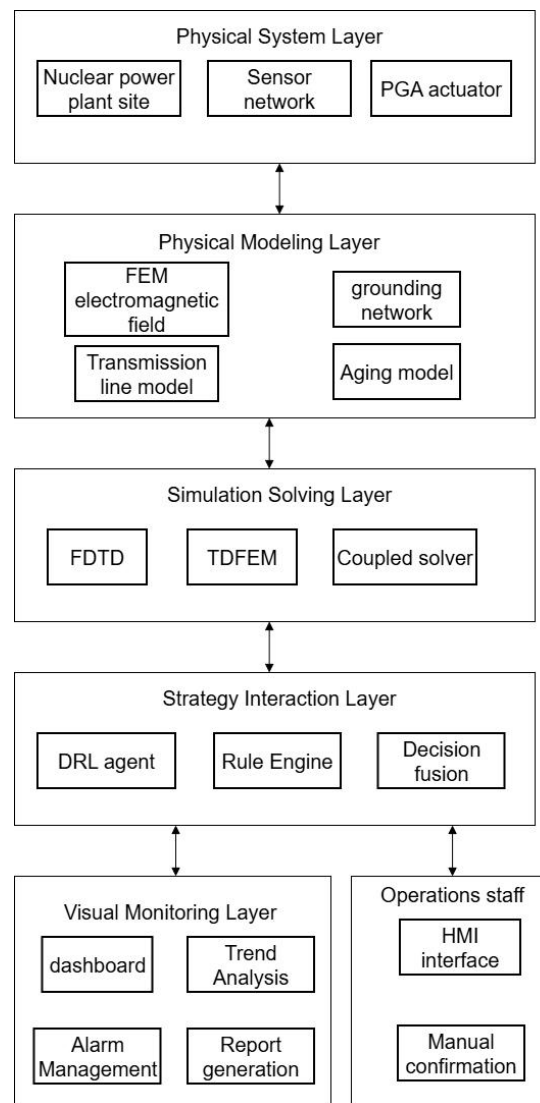 Physical System Layer
Nuclear power
plant site
Sensor
network
PGA actuator
Physical Modeling Layer
FEM
electromagnetic
field
grounding
network
Transmission
line model
Aging model
Simulation Solving Layer
FDTD
TDFEM
Coupled solver
Strategy Interaction Layer
DRL agent
Rule Engine
Decision
fusion
Visual Monitoring Layer
dashboard
Trend
Analysis
Alarm
Management
Report
generation
Operations staff
HMI
interface
Manual
confirmation